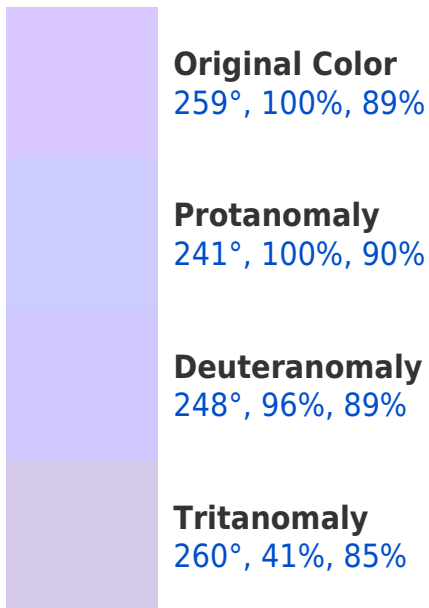 Original Color
259°, 100%, 89%
Protanomaly
241°, 100%, 90%
Deuteranomaly
248°, 96%, 89%
Tritanomaly
260°, 41%, 85%